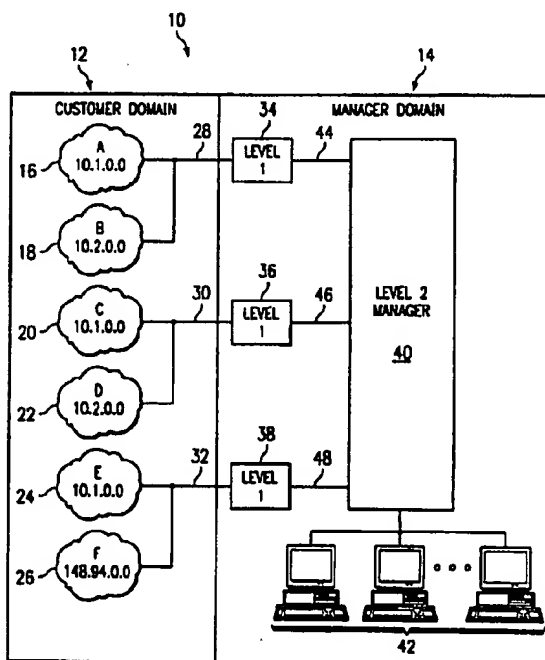 10
12
14
CUSTOMER DOMAIN
MANAGER DOMAIN
A
10.1.0.0
16
28
34
LEVEL
1
44
B
10.2.0.0
18
C
10.1.0.0
20
30
36
LEVEL
1
46
LEVEL 2
MANAGER
40
D
10.2.0.0
22
E
10.1.0.0
24
32
38
LEVEL
1
48
F
148.94.0.0
26
42